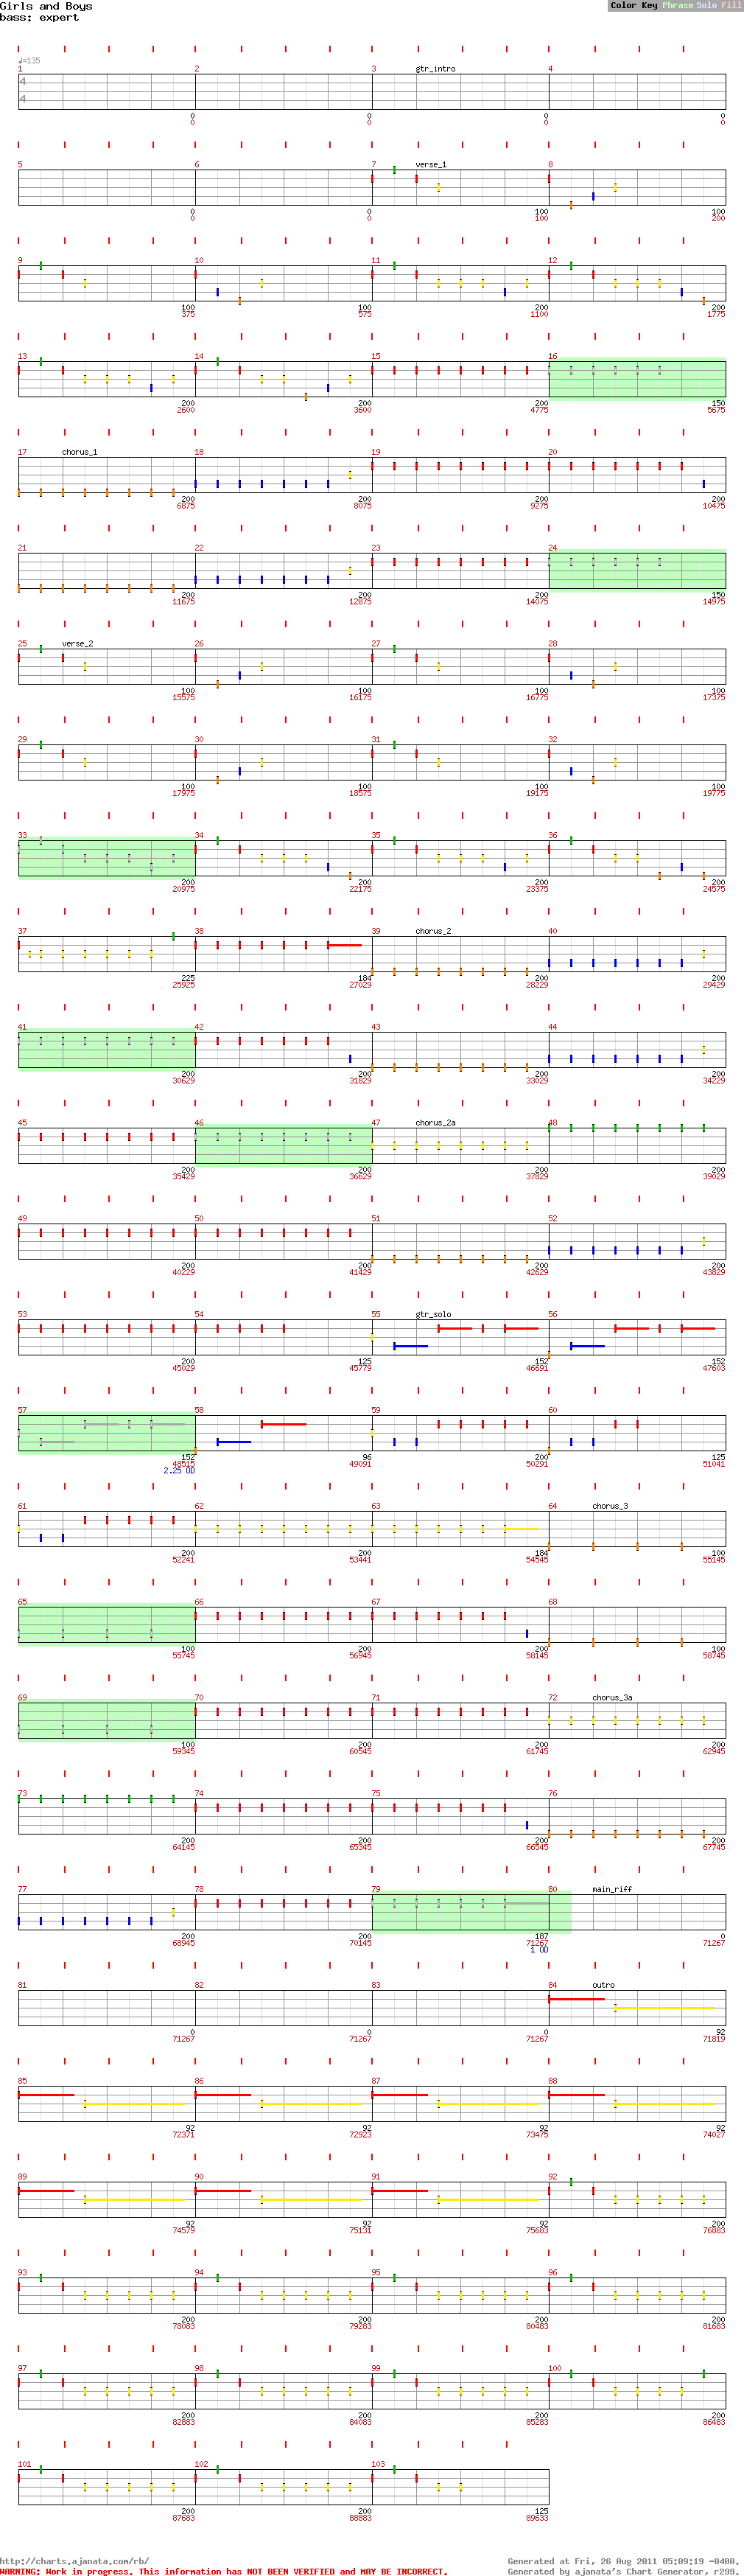 Girls and Boys
bass: expert
Color Key Phrase Solo Fill
♩=135
1 2 3 gtr_intro 4
4
4
0 0 0 0
0 0 0 0
5 6 7 verse_1 8
0 0 100 100
0 0 100 200
9 10 11 12
100 100 200 200
375 575 1100 1775
13 14 15 16
200 200 200 150
2600 3600 4775 5675
17 chorus_1 18 19 20
200 200 200 200
6875 8075 9275 10475
21 22 23 24
200 200 200 150
11675 12875 14075 14975
25 verse_2 26 27 28
100 100 100 100
15575 16175 16775 17375
29 30 31 32
100 100 100 100
17975 18575 19175 19775
33 34 35 36
200 200 200 200
20975 22175 23375 24575
37 38 39 chorus_2 40
225 184 200 200
25925 27029 28229 29429
41 42 43 44
200 200 200 200
30629 31829 33029 34229
45 46 47 chorus_2a 48
200 200 200 200
35429 36629 37829 39029
49 50 51 52
200 200 200 200
40229 41429 42629 43829
53 54 55 gtr_solo 56
200 125 152 152
45029 45779 46691 47603
57 58 59 60
152 96 200 125
48515 49091 50291 51041
2.25 OD
61 62 63 64 chorus_3
200 200 184 100
52241 53441 54545 55145
65 66 67 68
100 200 200 100
55745 56945 58145 58745
69 70 71 72 chorus_3a
100 200 200 200
59345 60545 61745 62945
73 74 75 76
200 200 200 200
64145 65345 66545 67745
77 78 79 80 main_riff
200 200 187 0
68945 70145 71267 71267
1 OD
81 82 83 84 outro
0 0 0 92
71267 71267 71267 71819
85 86 87 88
92 92 92 92
72371 72923 73475 74027
89 90 91 92
92 92 92 200
74579 75131 75683 76883
93 94 95 96
200 200 200 200
78083 79283 80483 81683
97 98 99 100
200 200 200 200
82883 84083 85283 86483
101 102 103
200 200 125
87683 88883 89633
http://charts.ajanata.com/rb/ Generated at Fri, 26 Aug 2011 05:09:19 -0400.
WARNING: Work in progress. This information has NOT BEEN VERIFIED and MAY BE INCORRECT. Generated by ajanata's Chart Generator, r299.